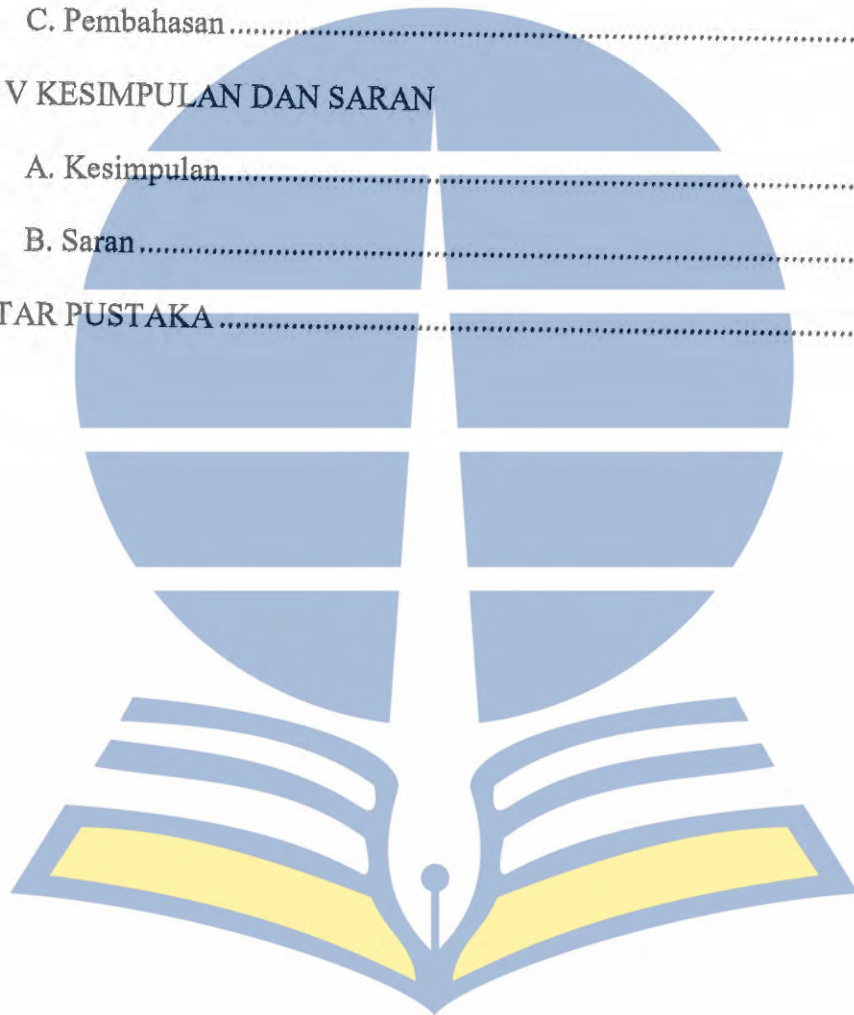 C. Pembahasan ........................................................................
V KESIMPULAN DAN SARAN
A. Kesimpulan........................................................................
B. Saran ........................................................................
TAR PUSTAKA ........................................................................